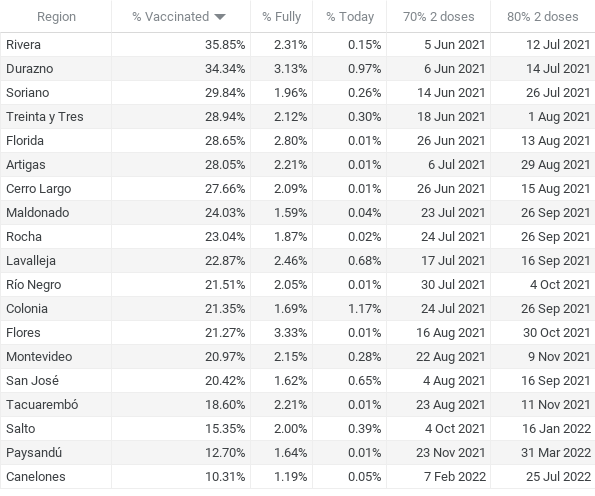 Region % Vaccinated % Fully % Today 70% 2 doses 80% 2 doses
Rivera 35.85% 2.31% 0.15% 5 Jun 2021 12 Jul 2021
Durazno 34.34% 3.13% 0.97% 6 Jun 2021 14 Jul 2021
Soriano 29.84% 1.96% 0.26% 14 Jun 2021 26 Jul 2021
Treinta y Tres 28.94% 2.12% 0.30% 18 Jun 2021 1 Aug 2021
Florida 28.65% 2.80% 0.01% 26 Jun 2021 13 Aug 2021
Artigas 28.05% 2.21% 0.01% 6 Jul 2021 29 Aug 2021
Cerro Largo 27.66% 2.09% 0.01% 26 Jun 2021 15 Aug 2021
Maldonado 24.03% 1.59% 0.04% 23 Jul 2021 26 Sep 2021
Rocha 23.04% 1.87% 0.02% 24 Jul 2021 26 Sep 2021
Lavalleja 22.87% 2.46% 0.68% 17 Jul 2021 16 Sep 2021
Río Negro 21.51% 2.05% 0.01% 30 Jul 2021 4 Oct 2021
Colonia 21.35% 1.69% 1.17% 24 Jul 2021 26 Sep 2021
Flores 21.27% 3.33% 0.01% 16 Aug 2021 30 Oct 2021
Montevideo 20.97% 2.15% 0.28% 22 Aug 2021 9 Nov 2021
San José 20.42% 1.62% 0.65% 4 Aug 2021 16 Sep 2021
Tacuarembó 18.60% 2.21% 0.01% 23 Aug 2021 11 Nov 2021
Salto 15.35% 2.00% 0.39% 4 Oct 2021 16 Jan 2022
Paysandú 12.70% 1.64% 0.01% 23 Nov 2021 31 Mar 2022
Canelones 10.31% 1.19% 0.05% 7 Feb 2022 25 Jul 2022